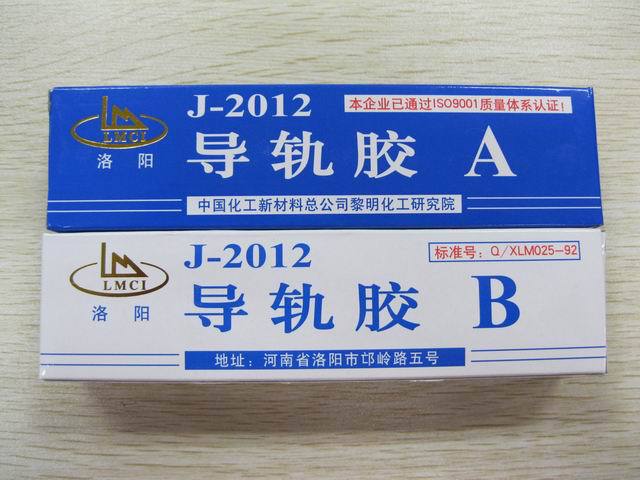 LMCI
洛阳
J-2012
本企业已通过ISO9001质量体系认证!
导轨胶 A
中国化工新材料总公司黎明化工研究院
LMCI
洛阳
J-2012
标准号: Q/XLM025-92
导轨胶 B
地址: 河南省洛阳市邙岭路五号